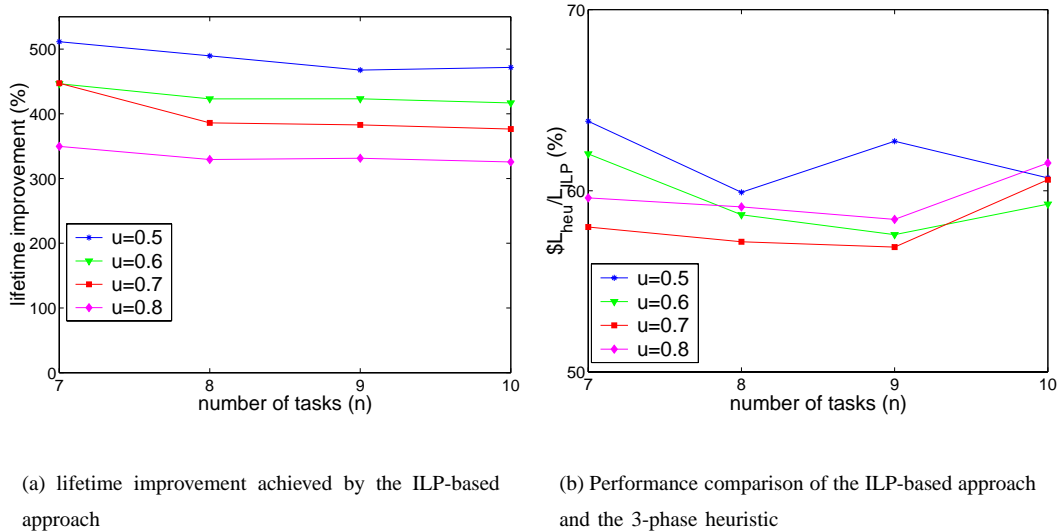 500
400
300
200
100
0
lifetime improvement (%)
u=0.5
u=0.6
u=0.7
u=0.8
7 8 9 10
number of tasks (n)
(a) lifetime improvement achieved by the ILP-based
approach
70
60
50
$L_heu/L_ILP (%)
u=0.5
u=0.6
u=0.7
u=0.8
7 8 9 10
number of tasks (n)
(b) Performance comparison of the ILP-based approach
and the 3-phase heuristic